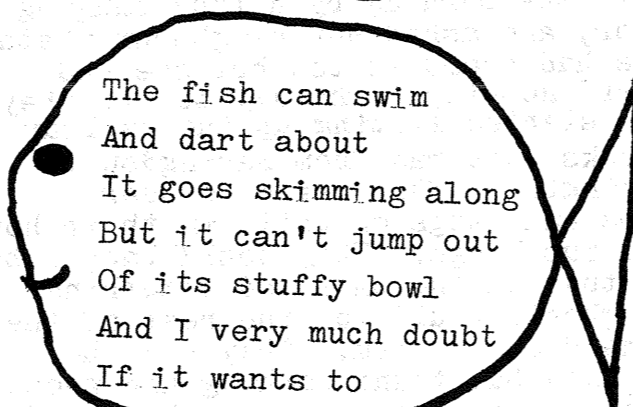 The fish can swim
And dart about
It goes skimming along
But it can't jump out
Of its stuffy bowl
And I very much doubt
If it wants to